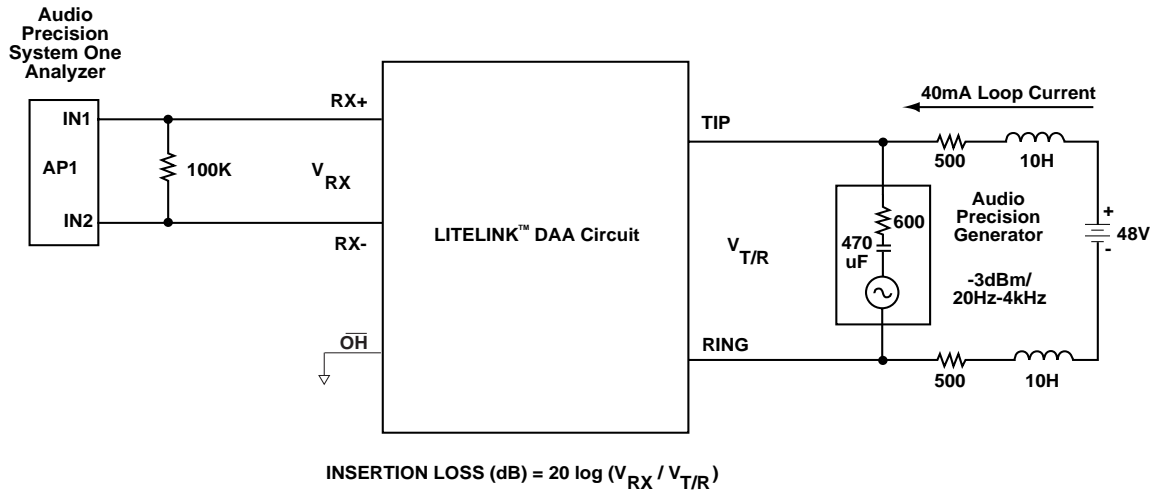 Audio
Precision
System One
Analyzer
IN1
AP1
IN2
100K
RX+
V RX
RX-
OH
LITELINK™ DAA Circuit
TIP
V T/R
RING
40mA Loop Current
500
10H
600
470
uF
Audio
Precision
Generator
-3dBm/
20Hz-4kHz
+
48V
-
500
10H
INSERTION LOSS (dB) = 20 log (V RX / V T/R)